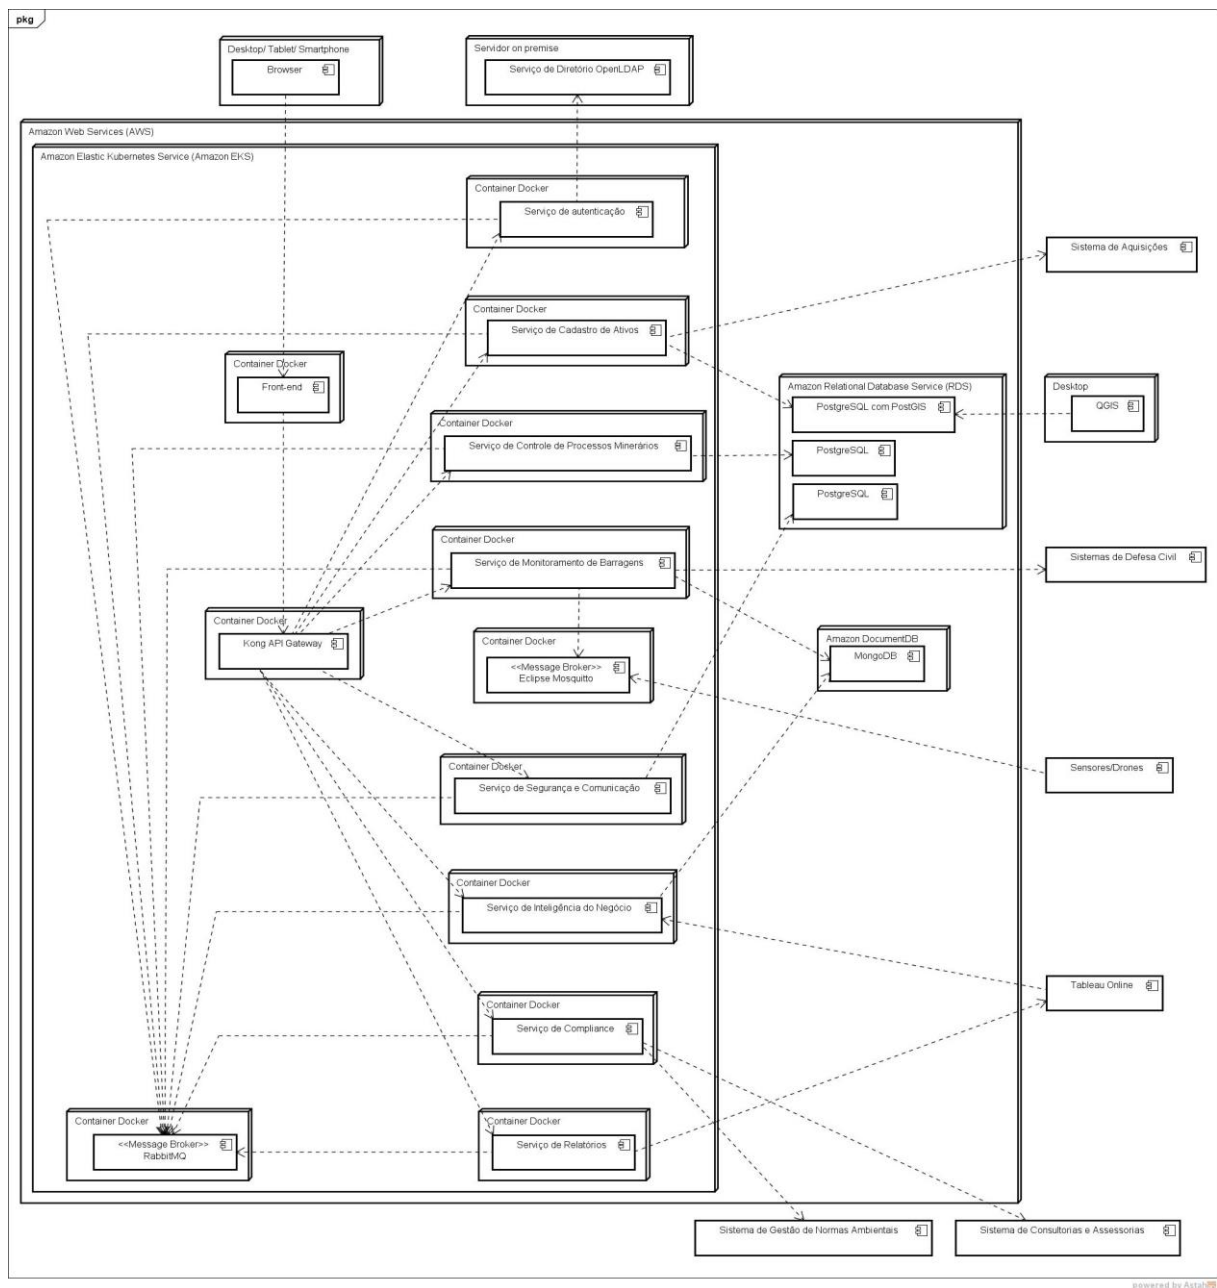 pkg
Desktop/ Tablet/ Smartphone
Browser
Servidor on premise
Serviço de Diretório OpenLDAP
Amazon Web Services (AWS)
Amazon Elastic Kubernetes Service (Amazon EKS)
Container Docker
Serviço de autenticação
Sistema de Aquisições
Container Docker
Serviço de Cadastro de Ativos
Container Docker
Front-end
Amazon Relational Database Service (RDS)
PostgreSQL com PostGIS
PostgreSQL
PostgreSQL
Desktop
QGIS
Container Docker
Serviço de Controle de Processos Minerários
Container Docker
Serviço de Monitoramento de Barragens
Sistemas de Defesa Civil
Container Docker
Kong API Gateway
Container Docker
<<Message Broker>>
Eclipse Mosquitto
Amazon DocumentDB
MongoDB
Container Docker
Serviço de Segurança e Comunicação
Sensores/Drones
Container Docker
Serviço de Inteligência do Negócio
Tableau Online
Container Docker
Serviço de Compliance
Container Docker
<<Message Broker>>
RabbitMQ
Container Docker
Serviço de Relatórios
Sistema de Gestão de Normas Ambientais
Sistema de Consultorias e Assessorias
powered by Astah